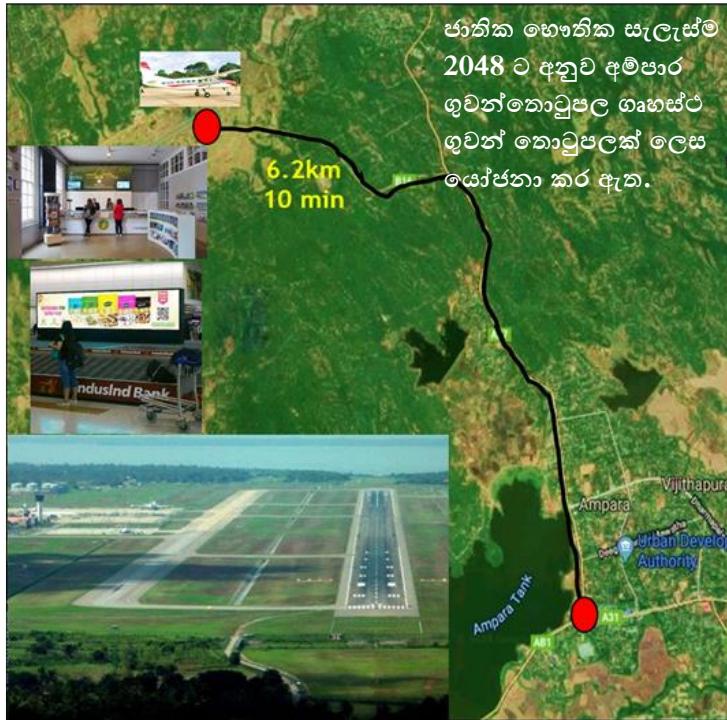 ජාතික භෞතික සැලැස්ම
2048 ට අනුව අම්පාර
ගුවන්තොටුපල ගෘහස්ථ
ගුවන් තොටුපලක් ලෙස
යෝජනා කර ඇත.
6.2km
10 min
IndusInd Bank
Vijithapura
Ampara
Urban Develop
Authority
Ampara Tank
A31